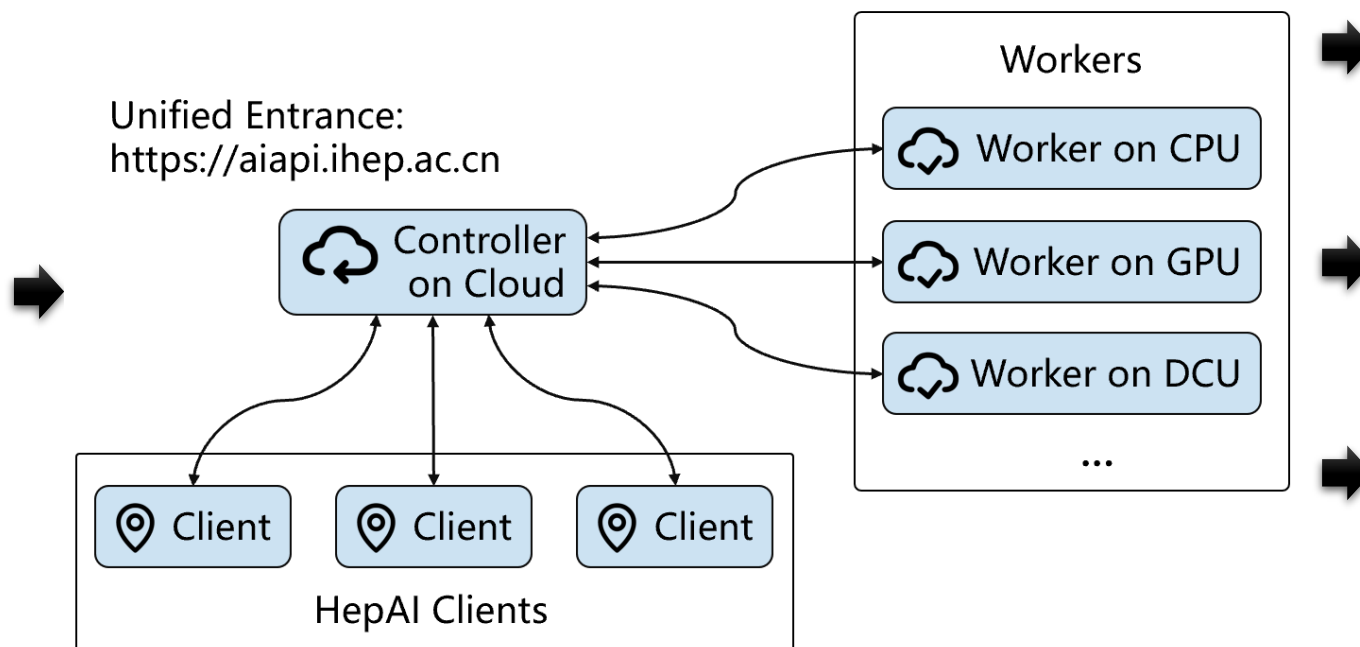 Unified Entrance:
https://aiapi.ihep.ac.cn
Controller
on Cloud
Workers
Worker on CPU
Worker on GPU
Worker on DCU
...
Client
Client
Client
HepAI Clients